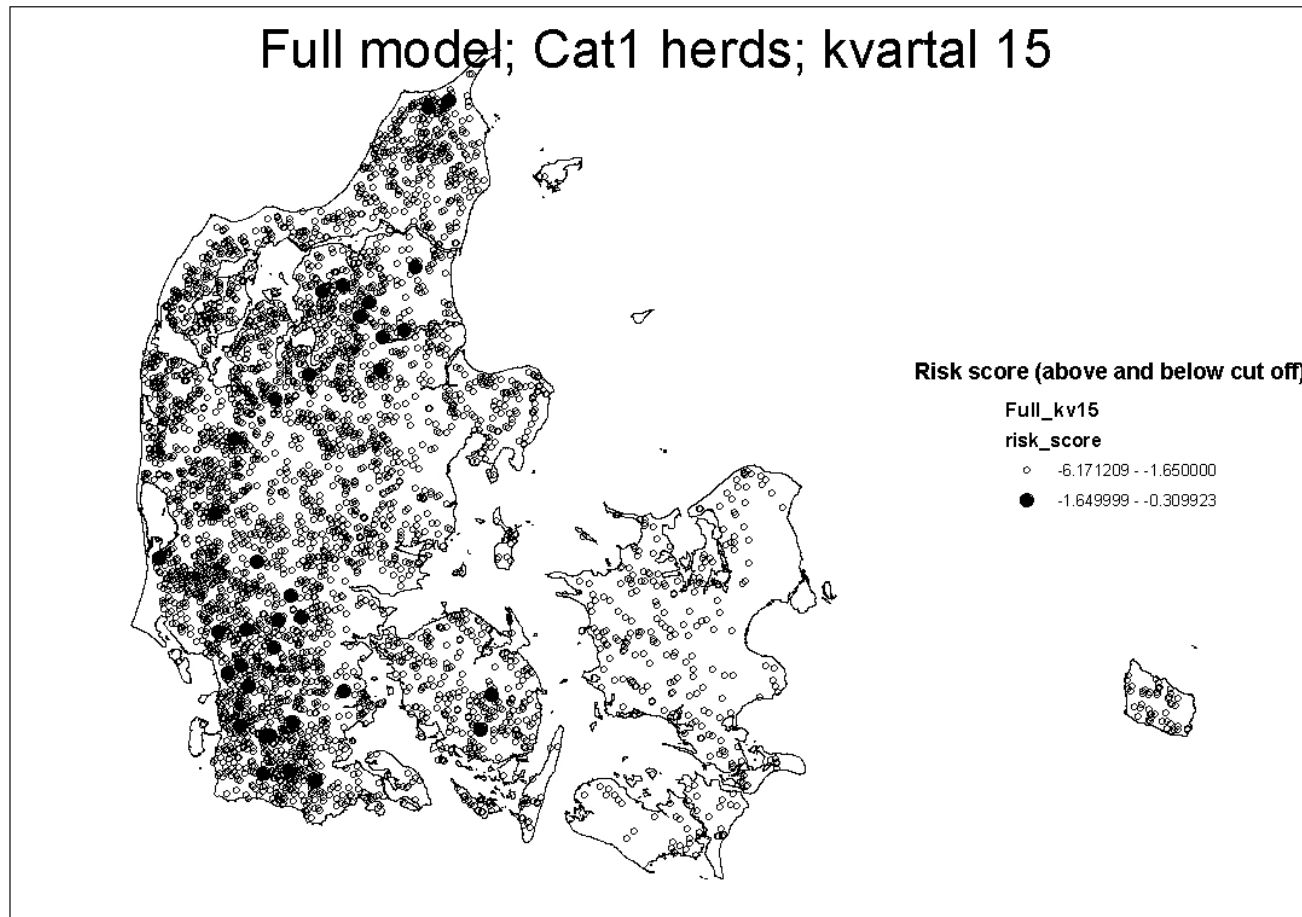 Full model; Cat1 herds; kvartal 15
Risk score (above and below cut off)
Full_kv15
risk_score
-6.171209 - -1.650000
-1.649999 - -0.309923